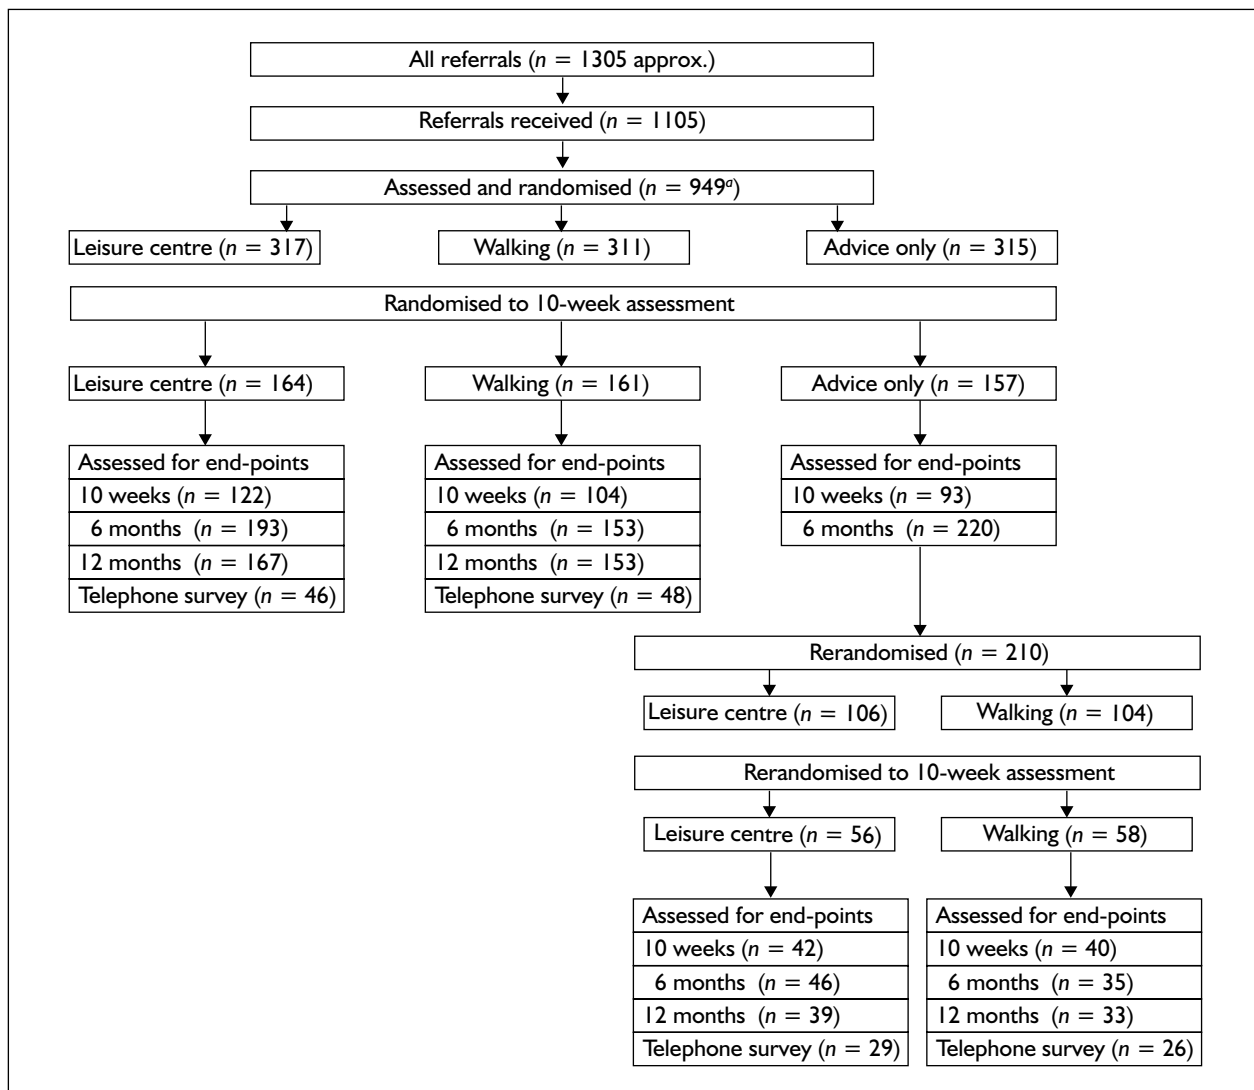 All referrals (n = 1305 approx.)
Referrals received (n = 1105)
Assessed and randomised (n = 949a)
Leisure centre (n = 317)
Walking (n = 311)
Advice only (n = 315)
Randomised to 10-week assessment
Leisure centre (n = 164)
Walking (n = 161)
Advice only (n = 157)
Assessed for end-points
10 weeks (n = 122)
6 months (n = 193)
12 months (n = 167)
Telephone survey (n = 46)
Assessed for end-points
10 weeks (n = 104)
6 months (n = 153)
12 months (n = 153)
Telephone survey (n = 48)
Assessed for end-points
10 weeks (n = 93)
6 months (n = 220)
Rerandomised (n = 210)
Leisure centre (n = 106)
Walking (n = 104)
Rerandomised to 10-week assessment
Leisure centre (n = 56)
Walking (n = 58)
Assessed for end-points
10 weeks (n = 42)
6 months (n = 46)
12 months (n = 39)
Telephone survey (n = 29)
Assessed for end-points
10 weeks (n = 40)
6 months (n = 35)
12 months (n = 33)
Telephone survey (n = 26)